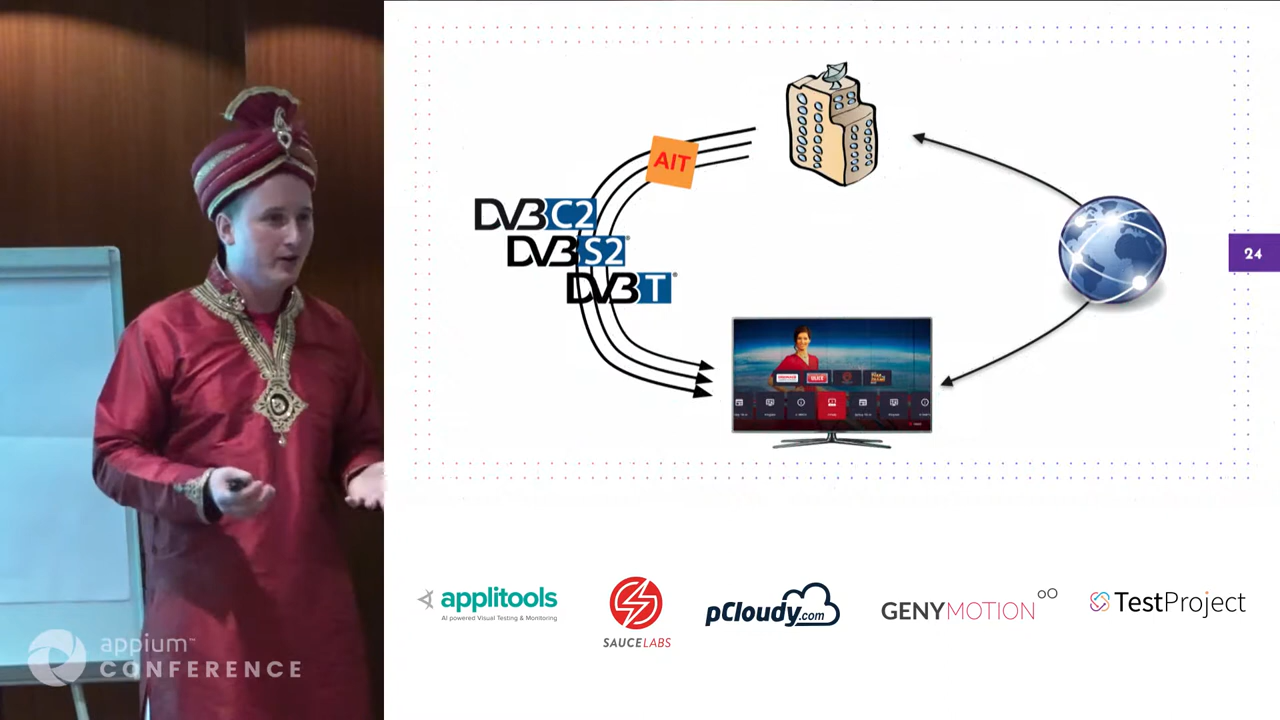 AIT
DVB C2
DVB S2
DVB T
24
applitools
AI powered Visual Testing & Monitoring
SAUCELABS
pCloudy.com
GENYMOTION
TestProject
appium™
CONFERENCE